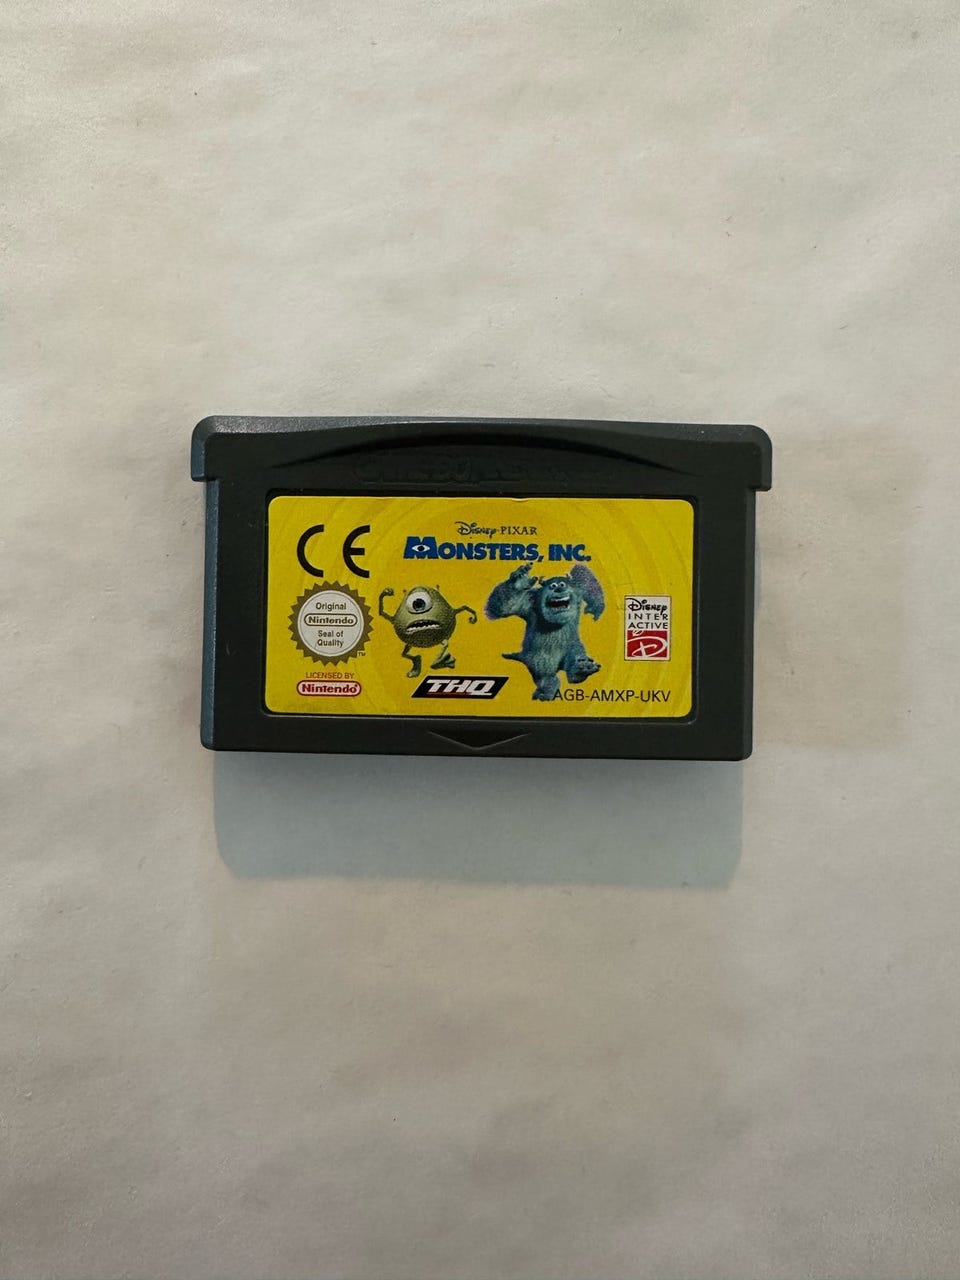 CE
Disney·PIXAR
MONSTERS, INC.
Original
Nintendo
Seal of
Quality
TM
LICENSED BY
Nintendo
THQ
Disney
INTER
ACTIVE
D
AGB-AMXP-UKV